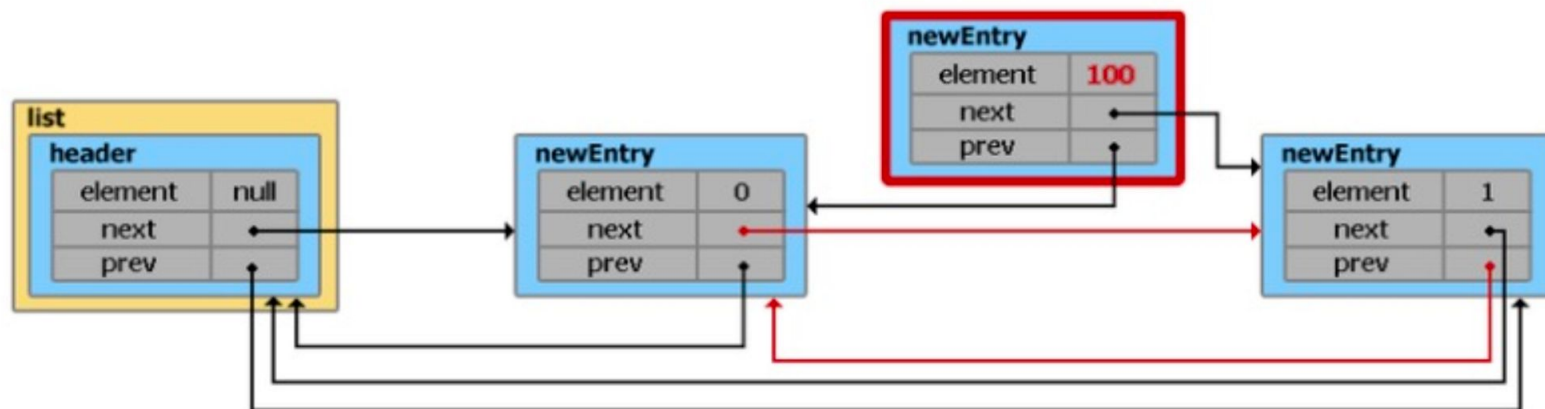 newEntry
element 100
next
prev
list
header
element null
next
prev
newEntry
element 0
next
prev
newEntry
element 1
next
prev